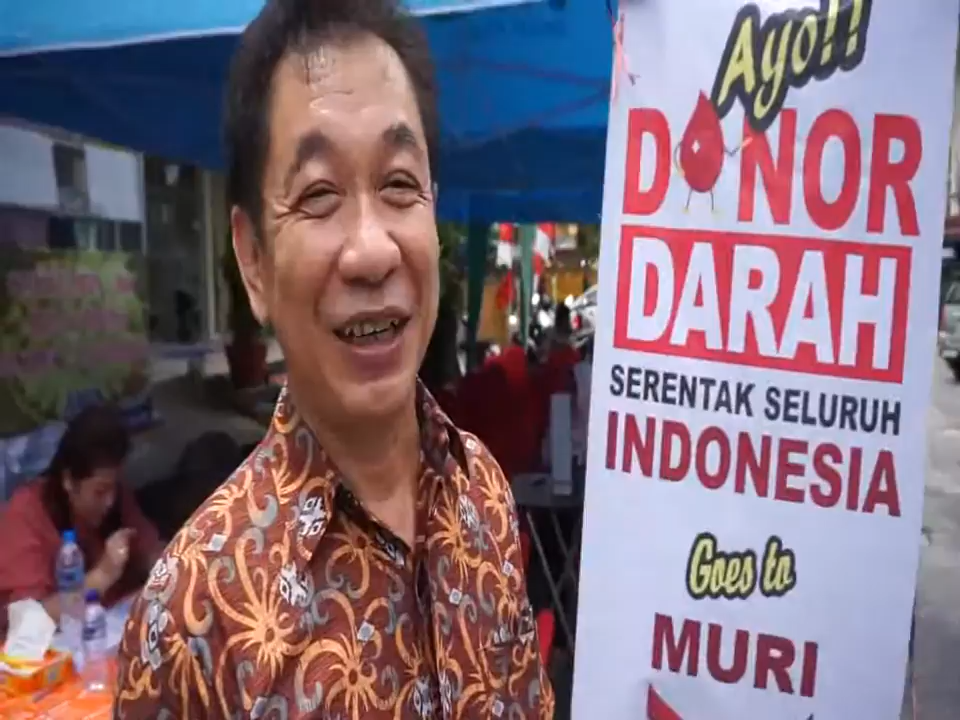 Ayo!!
DONOR
DARAH
SERENTAK SELURUH
INDONESIA
Goes to
MURI